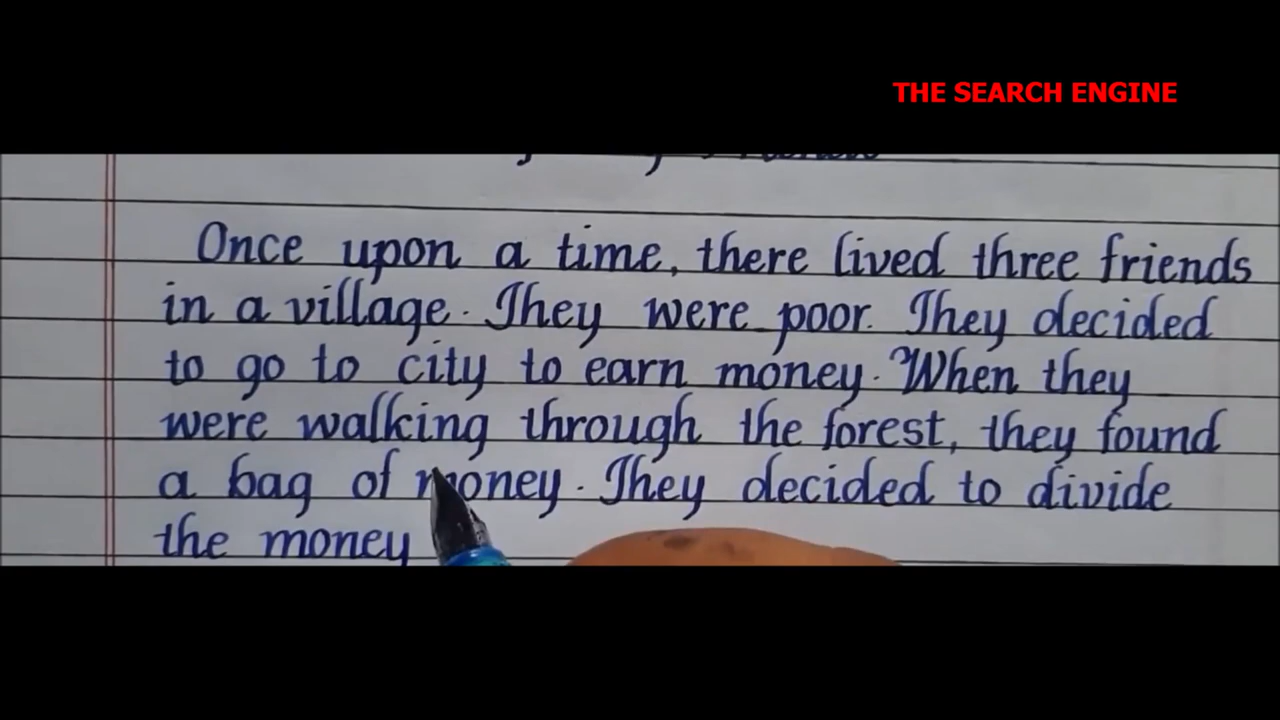 THE SEARCH ENGINE
Once upon a time, there lived three friends
in a village. They were poor. They decided
to go to city to earn money. When they
were walking through the forest, they found
a bag of money. They decided to divide
the money